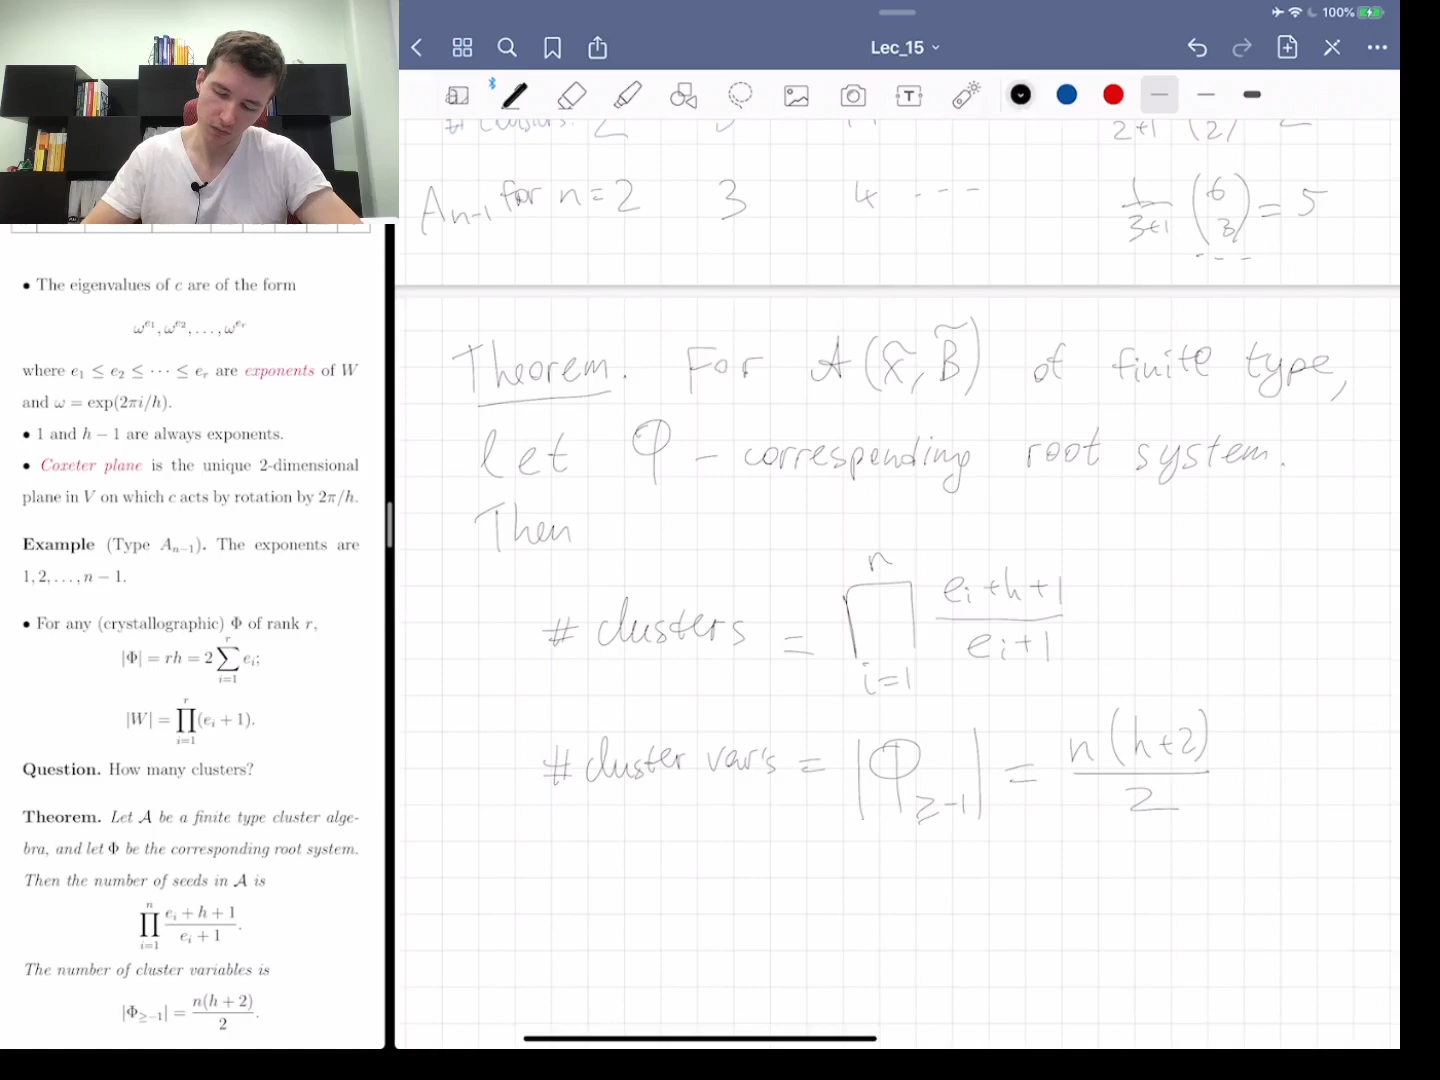 100%
Lec_15
2+1 (2)
A_{n-1} for n = 2 3 4 ---
1/(3+1) (6 3) = 5
---
• The eigenvalues of c are of the form
ω^{e_1}, ω^{e_2}, . . . , ω^{e_r}
where e_1 ≤ e_2 ≤ ··· ≤ e_r are exponents of W
and ω = exp(2πi/h).
• 1 and h − 1 are always exponents.
• Coxeter plane is the unique 2-dimensional
plane in V on which c acts by rotation by 2π/h.
Example (Type A_{n−1}). The exponents are
1, 2, . . . , n − 1.
• For any (crystallographic) Φ of rank r,
|Φ| = rh = 2 ∑_{i=1}^{r} e_i;
|W| = ∏_{i=1}^{r} (e_i + 1).
Question. How many clusters?
Theorem. Let 𝒜 be a finite type cluster alge-
bra, and let Φ be the corresponding root system.
Then the number of seeds in 𝒜 is
∏_{i=1}^{n} (e_i + h + 1)/(e_i + 1).
The number of cluster variables is
|Φ_{≥−1}| = n(h + 2)/2.
Theorem. For A(x̃, B̃) of finite type,
let Φ – corresponding root system.
Then
# clusters = ∏_{i=1}^{n} (e_i+h+1)/(e_i+1)
# cluster var's = |Φ_{≥-1}| = n(h+2)/2